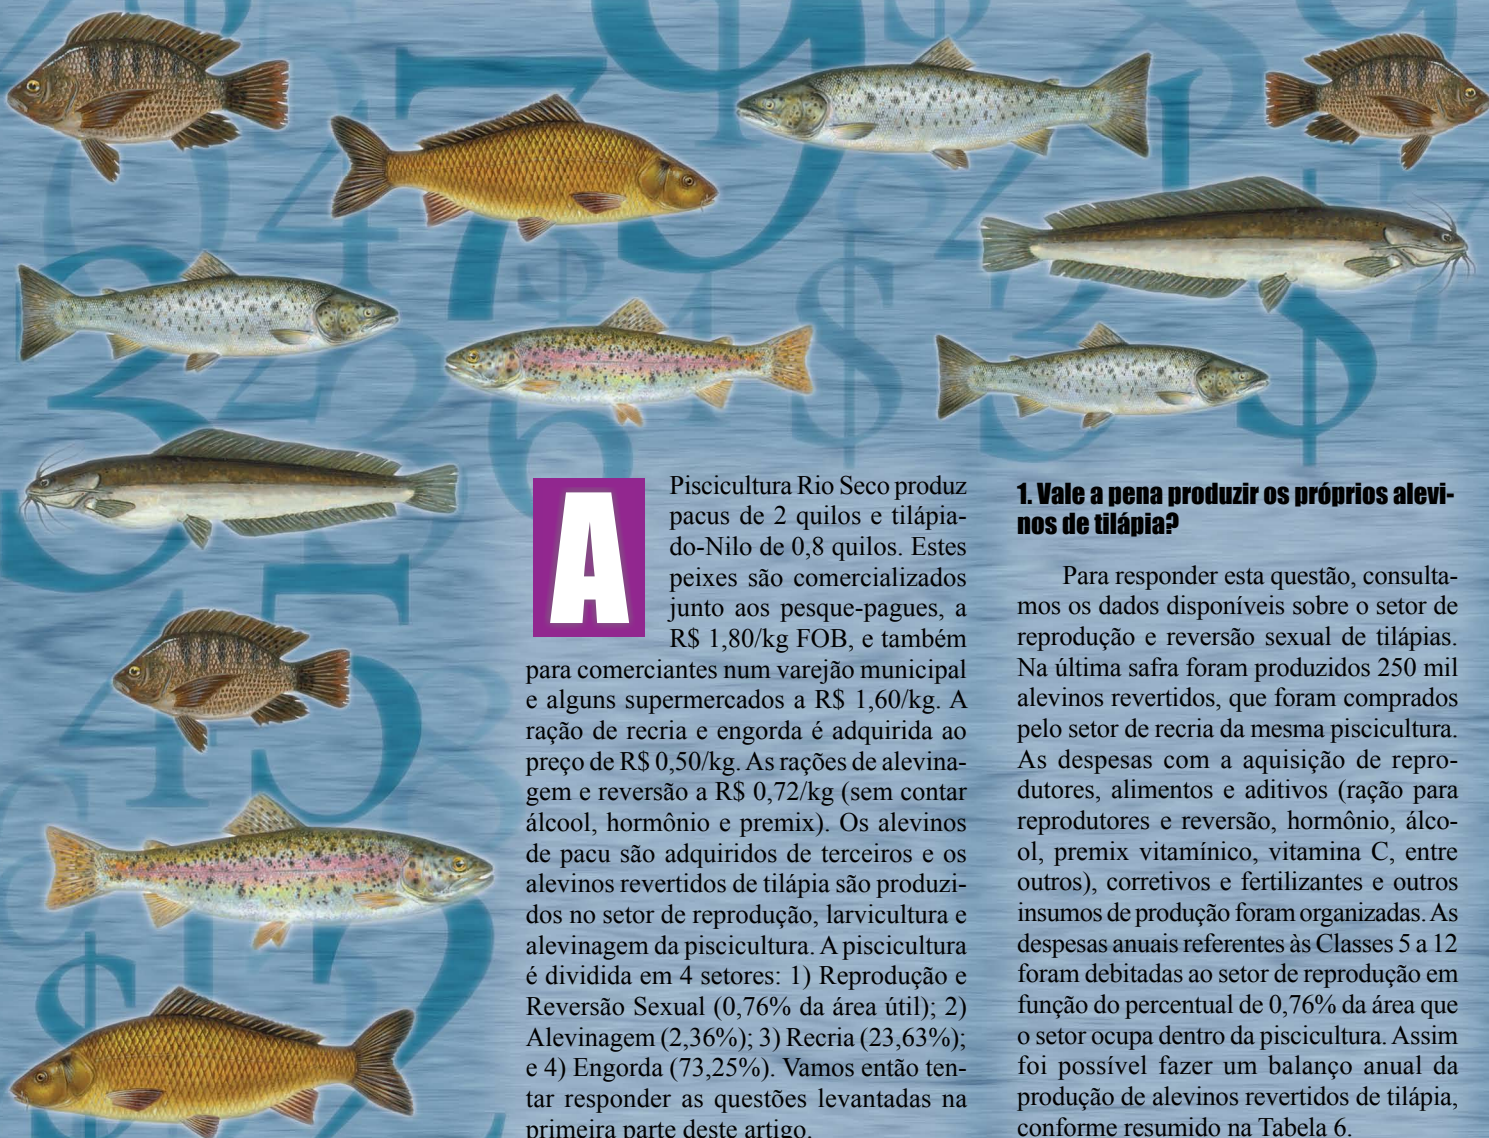 A
Piscicultura Rio Seco produz
pacus de 2 quilos e tilápia-
do-Nilo de 0,8 quilos. Estes
peixes são comercializados
junto aos pesque-pagues, a
R$ 1,80/kg FOB, e também
para comerciantes num varejão municipal
e alguns supermercados a R$ 1,60/kg. A
ração de recria e engorda é adquirida ao
preço de R$ 0,50/kg. As rações de alevina-
gem e reversão a R$ 0,72/kg (sem contar
álcool, hormônio e premix). Os alevinos
de pacu são adquiridos de terceiros e os
alevinos revertidos de tilápia são produzi-
dos no setor de reprodução, larvicultura e
alevinagem da piscicultura. A piscicultura
é dividida em 4 setores: 1) Reprodução e
Reversão Sexual (0,76% da área útil); 2)
Alevinagem (2,36%); 3) Recria (23,63%);
e 4) Engorda (73,25%). Vamos então ten-
tar responder as questões levantadas na
primeira parte deste artigo.
1. Vale a pena produzir os próprios alevi-
nos de tilápia?
Para responder esta questão, consulta-
mos os dados disponíveis sobre o setor de
reprodução e reversão sexual de tilápias.
Na última safra foram produzidos 250 mil
alevinos revertidos, que foram comprados
pelo setor de recria da mesma piscicultura.
As despesas com a aquisição de repro-
dutores, alimentos e aditivos (ração para
reprodutores e reversão, hormônio, álco-
ol, premix vitamínico, vitamina C, entre
outros), corretivos e fertilizantes e outros
insumos de produção foram organizadas. As
despesas anuais referentes às Classes 5 a 12
foram debitadas ao setor de reprodução em
função do percentual de 0,76% da área que
o setor ocupa dentro da piscicultura. Assim
foi possível fazer um balanço anual da
produção de alevinos revertidos de tilápia,
conforme resumido na Tabela 6.